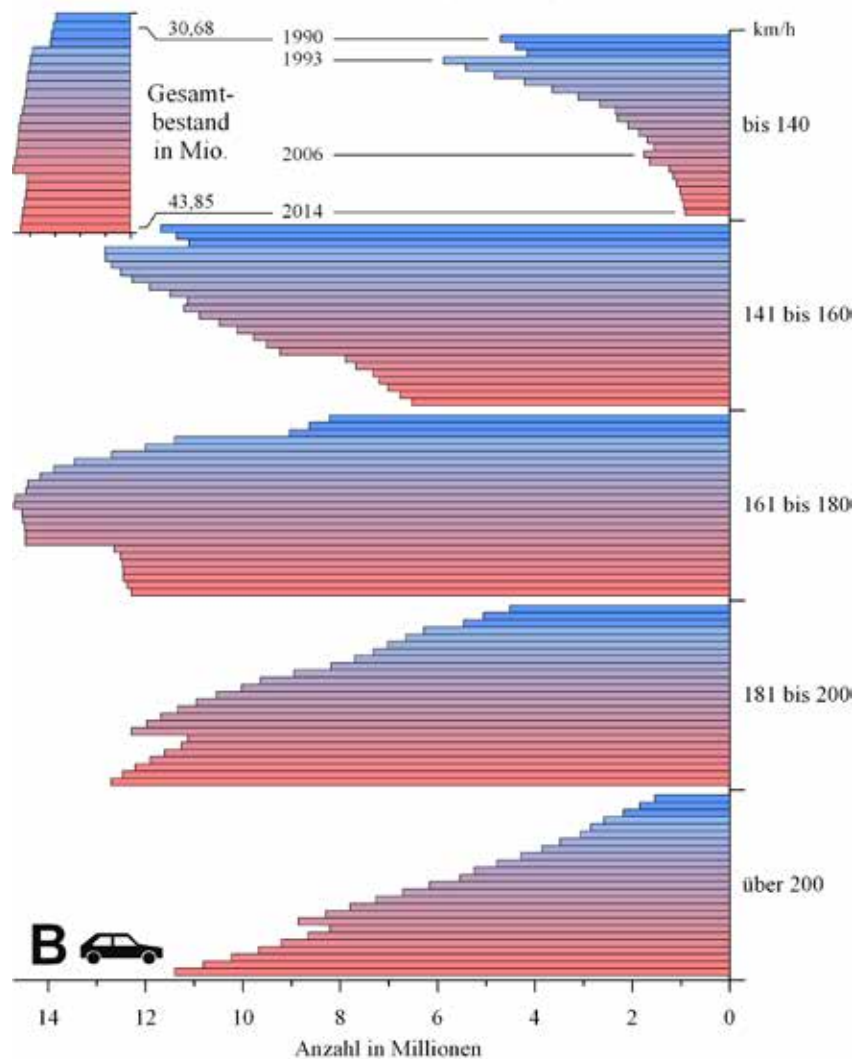 30,68
1990
km/h
1993
Gesamt-
bestand
in Mio.
bis 140
2006
43,85
2014
141 bis 160
161 bis 180
181 bis 200
über 200
B
14 12 10 8 6 4 2 0
Anzahl in Millionen